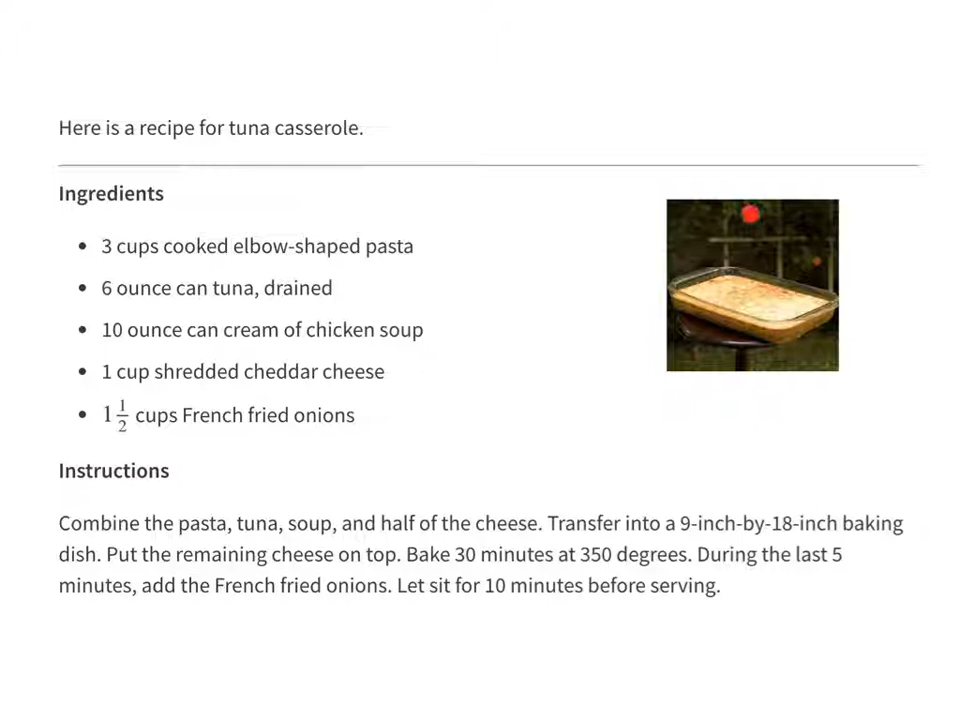 Here is a recipe for tuna casserole.
Ingredients
• 3 cups cooked elbow-shaped pasta
• 6 ounce can tuna, drained
• 10 ounce can cream of chicken soup
• 1 cup shredded cheddar cheese
• 1 1/2 cups French fried onions
Instructions
Combine the pasta, tuna, soup, and half of the cheese. Transfer into a 9-inch-by-18-inch baking
dish. Put the remaining cheese on top. Bake 30 minutes at 350 degrees. During the last 5
minutes, add the French fried onions. Let sit for 10 minutes before serving.